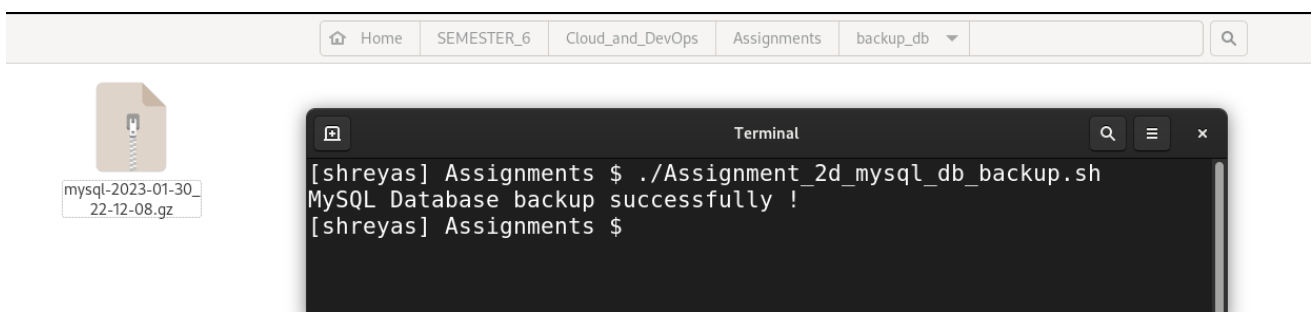 Home SEMESTER_6 Cloud_and_DevOps Assignments backup_db
mysql-2023-01-30_
22-12-08.gz
Terminal
[shreyas] Assignments $ ./Assignment_2d_mysql_db_backup.sh
MySQL Database backup successfully !
[shreyas] Assignments $